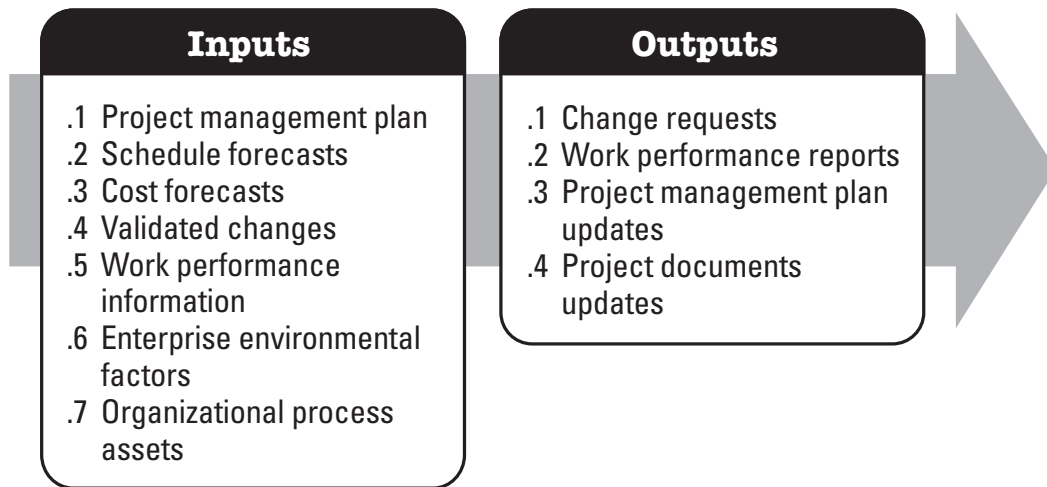 Inputs
.1 Project management plan
.2 Schedule forecasts
.3 Cost forecasts
.4 Validated changes
.5 Work performance
information
.6 Enterprise environmental
factors
.7 Organizational process
assets
Outputs
.1 Change requests
.2 Work performance reports
.3 Project management plan
updates
.4 Project documents
updates